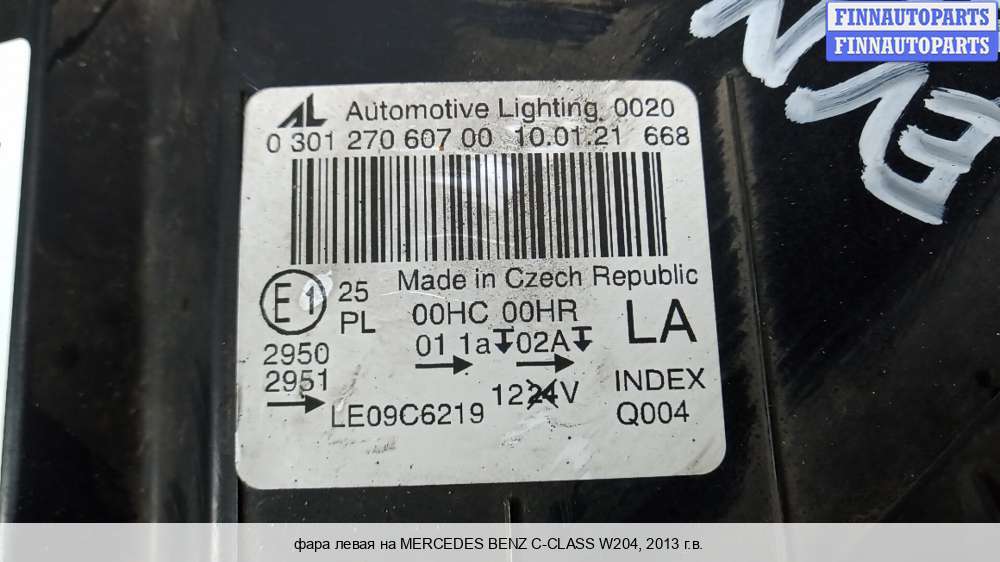 FINNAUTOPARTS
FINNAUTOPARTS
AL Automotive Lighting 0020
0 301 270 607 00 10.01.21 668
Made in Czech Republic
E1 25 00HC 00HR LA
PL 01 1a 02A
2950
2951
LE09C6219 1224V INDEX
Q004
фара левая на MERCEDES BENZ C-CLASS W204, 2013 г.в.